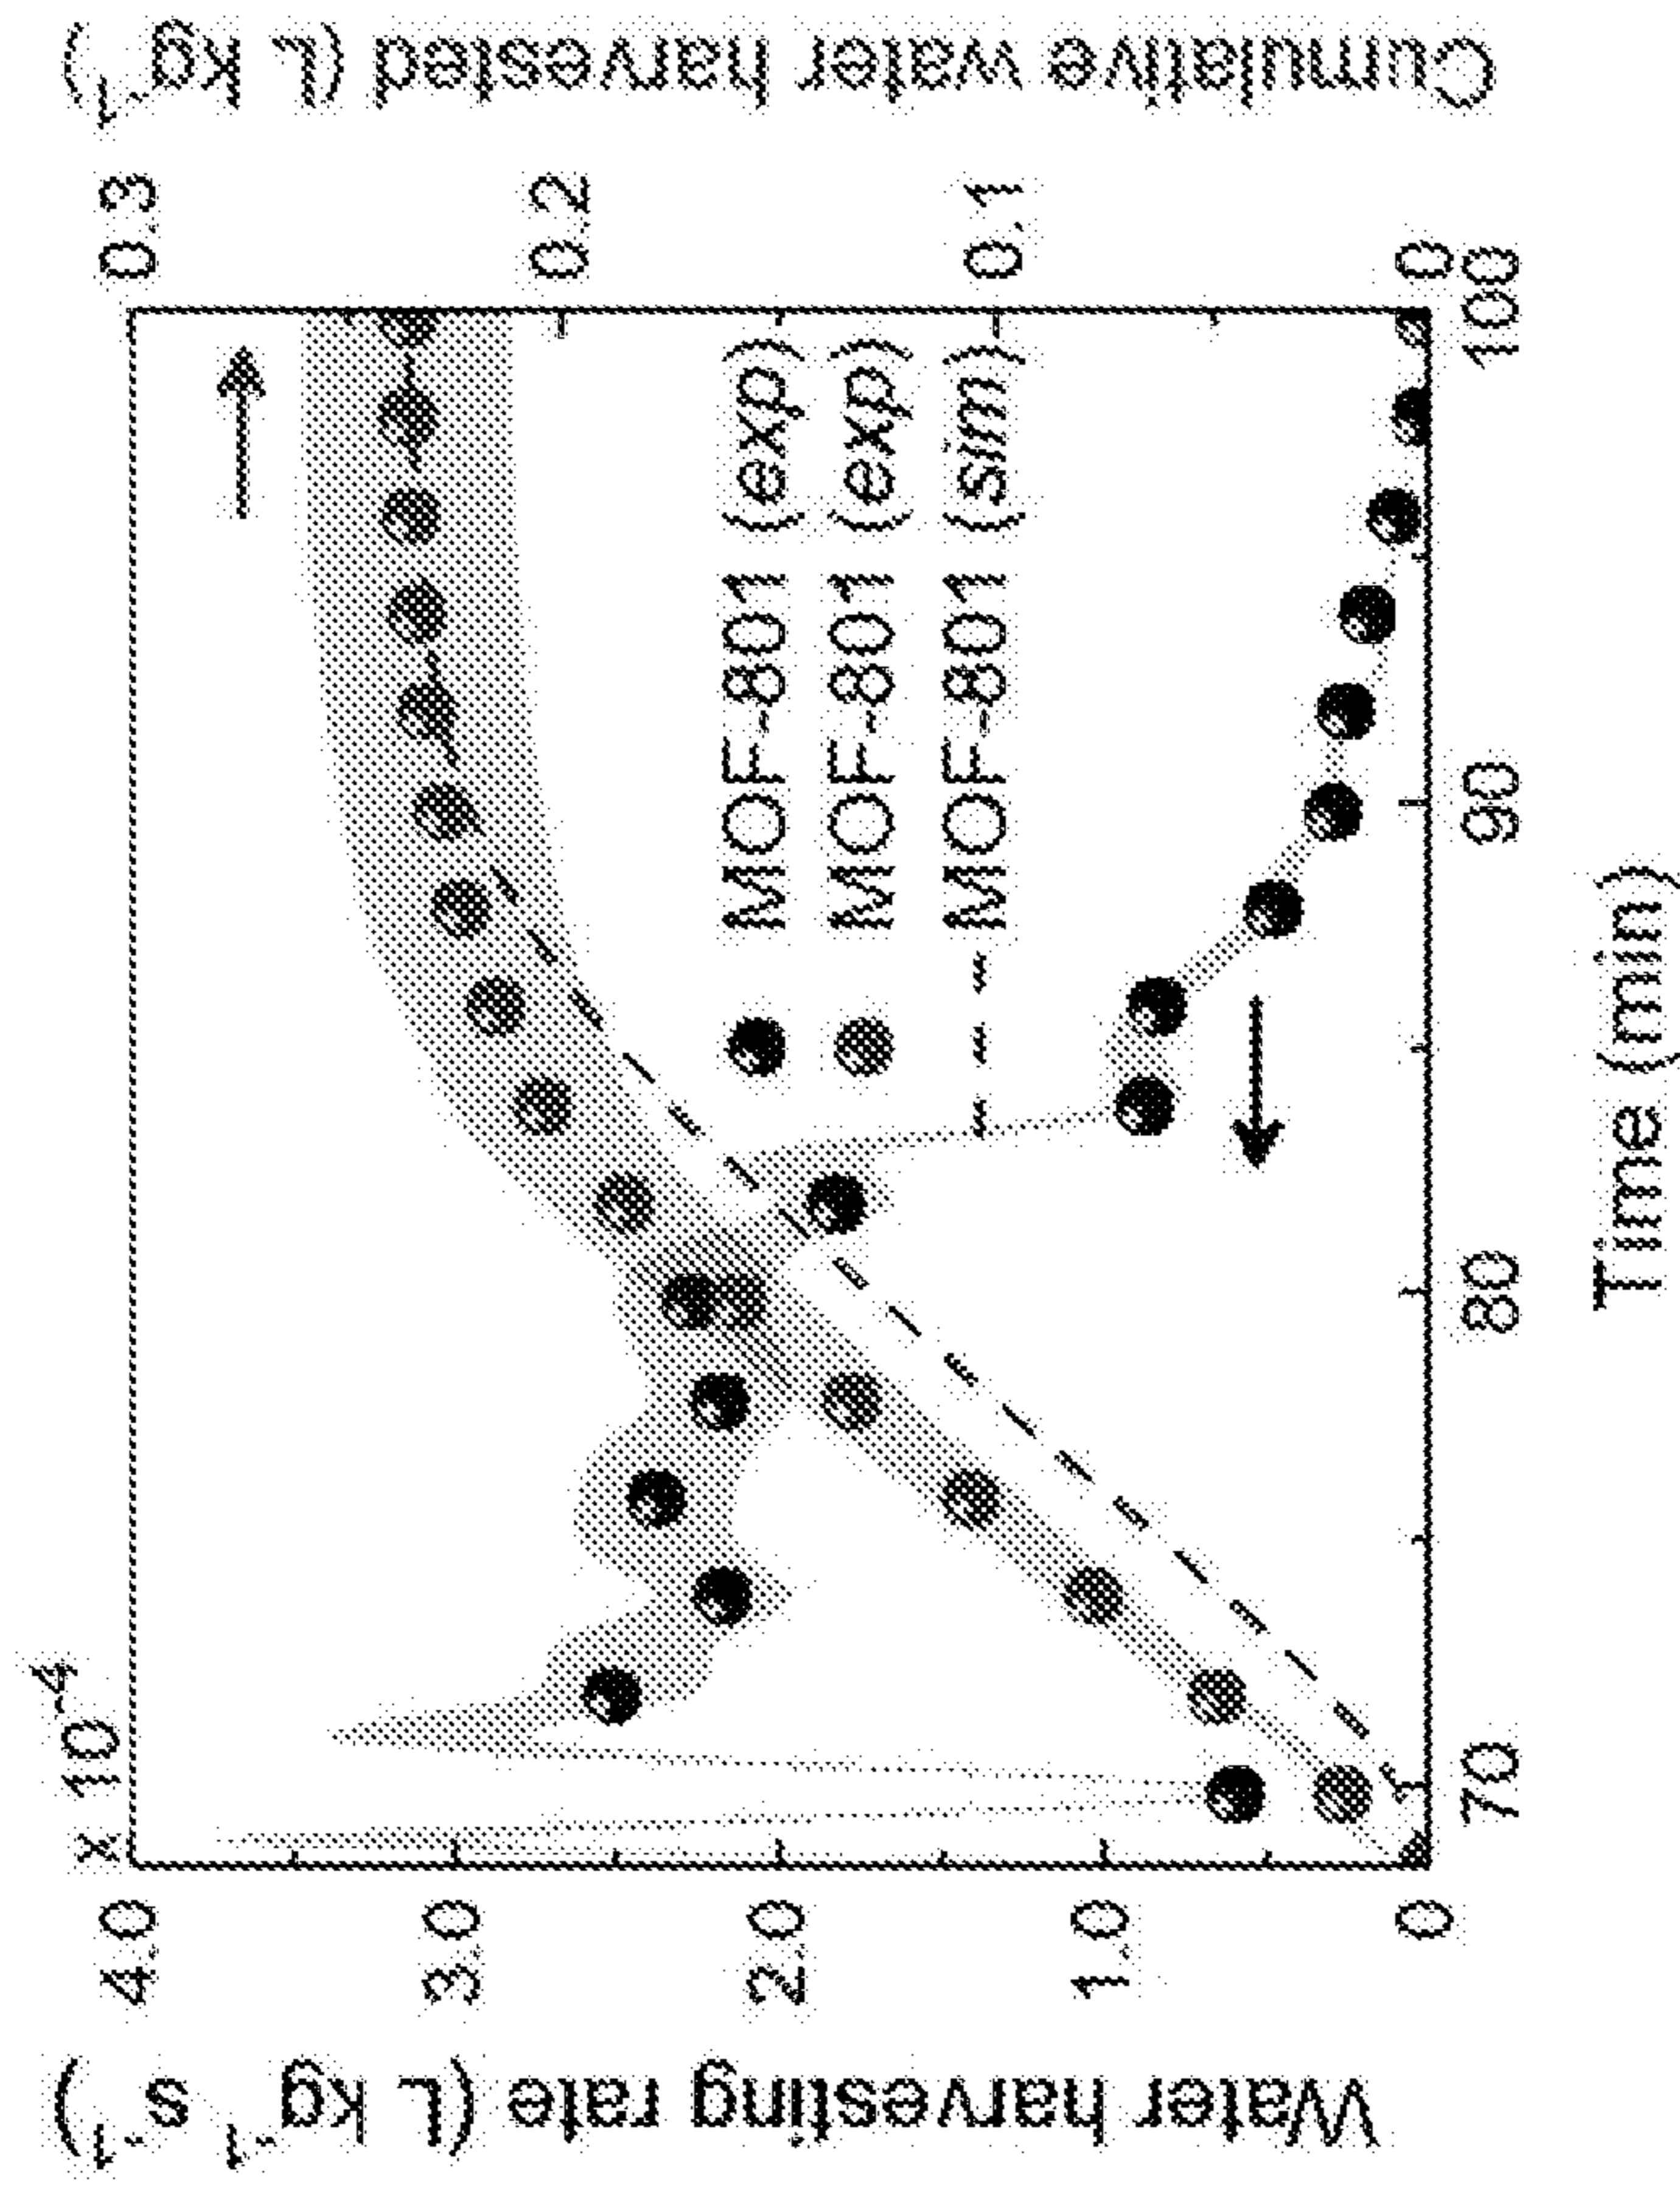 x 10⁻⁴
4.0
3.0
2.0
1.0
0
Water harvesting rate (L kg⁻¹ s⁻¹)
MOF-801 (exp)
MOF-801 (exp)
MOF-801 (sim)
0.3
0.2
0.1
0
Cumulative water harvested (L kg⁻¹)
70
80
90
100
Time (min)